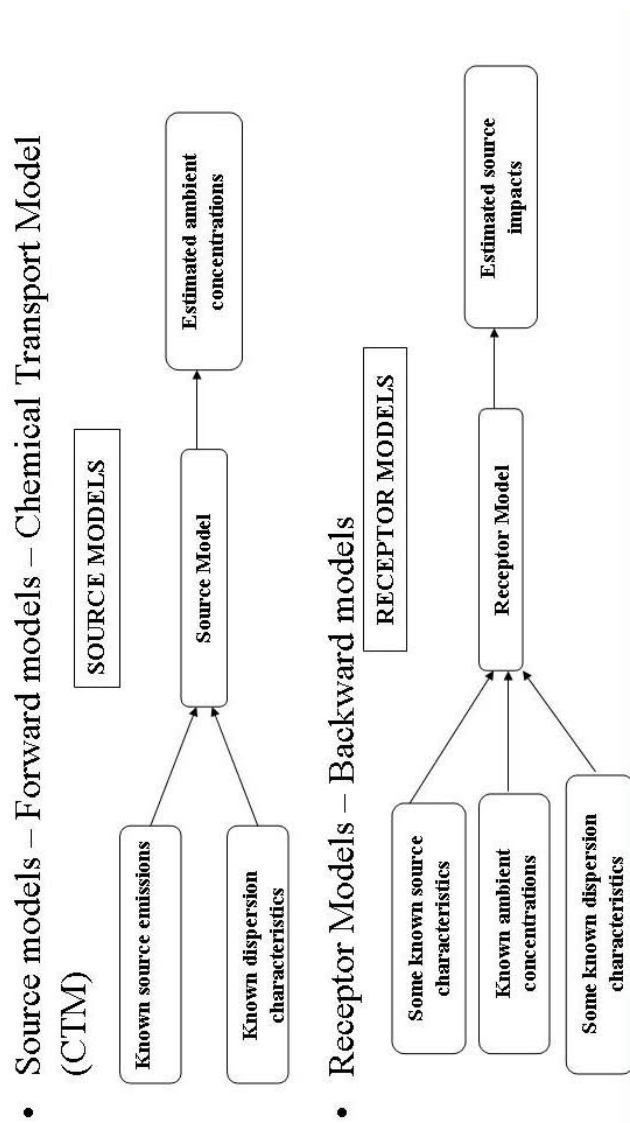 • Source models – Forward models – Chemical Transport Model
(CTM)
SOURCE MODELS
Known source emissions
Known dispersion
characteristics
Source Model
Estimated ambient
concentrations
• Receptor Models – Backward models
RECEPTOR MODELS
Some known source
characteristics
Known ambient
concentrations
Some known dispersion
characteristics
Receptor Model
Estimated source
impacts